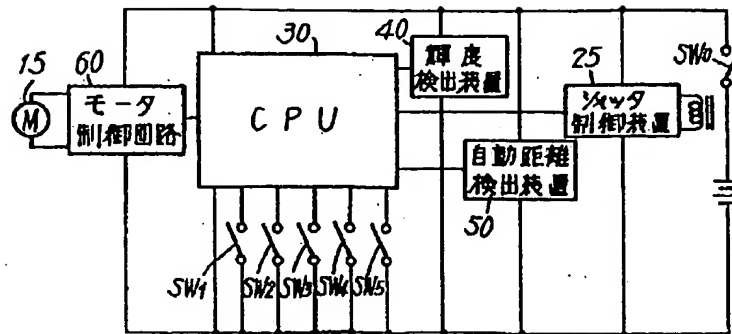 30
40
15
60
輝度
検出装置
25
SW0
M
モータ
制御回路
CPU
シャッタ
制御装置
自動距離
検出装置
50
SW1
SW2
SW3
SW4
SW5